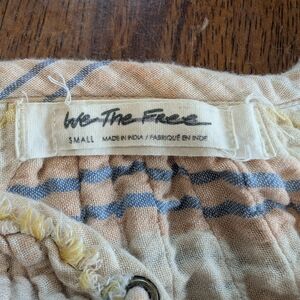 We The Free
SMALL MADE IN INDIA / FABRIQUÉ EN INDE